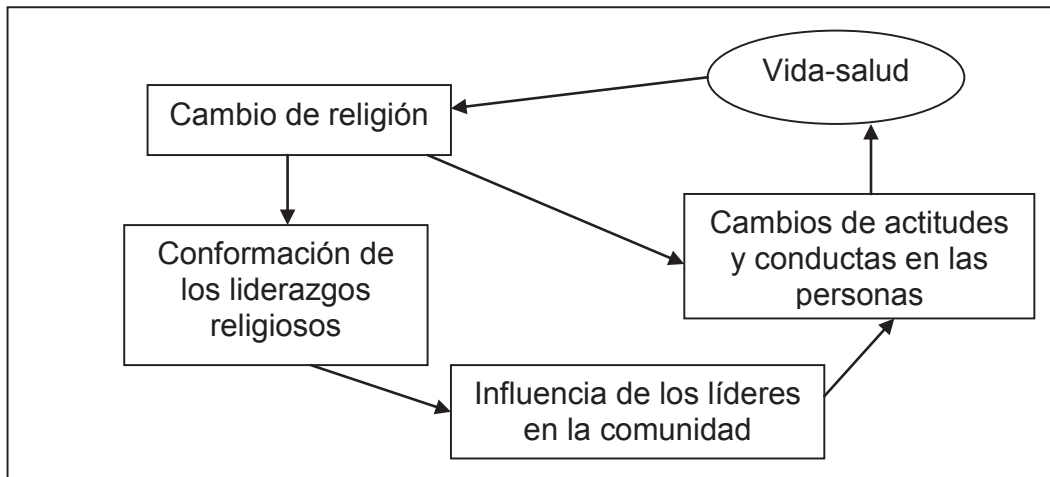 Vida-salud
Cambio de religión
Conformación de
los liderazgos
religiosos
Cambios de actitudes
y conductas en las
personas
Influencia de los líderes
en la comunidad